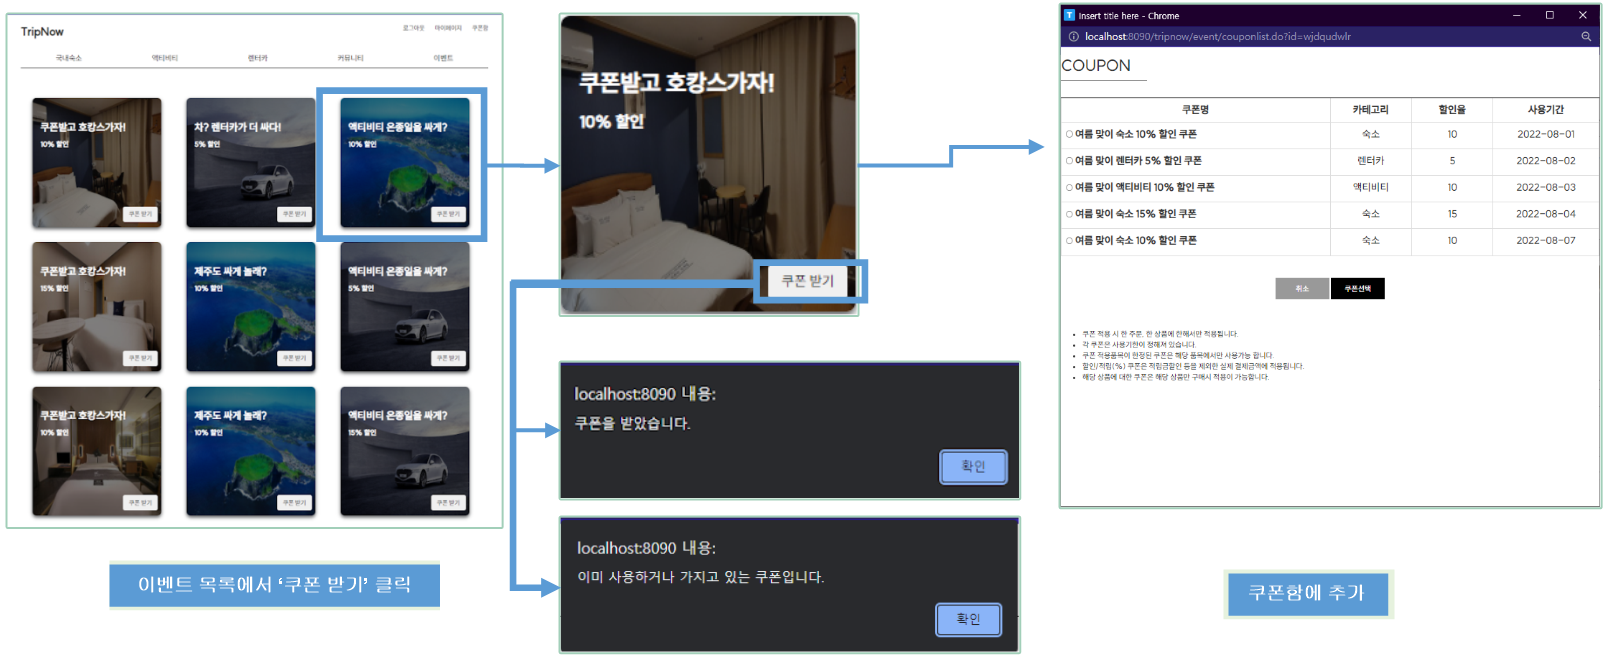 TripNow
로그아웃 마이페이지 쿠폰함
국내숙소 액티비티 렌터카 커뮤니티 이벤트
쿠폰받고 호캉스가자!
10% 할인
쿠폰 받기
차? 렌터카가 더 싸다!
5% 할인
쿠폰 받기
액티비티 온종일을 싸게?
10% 할인
쿠폰 받기
쿠폰받고 호캉스가자!
15% 할인
쿠폰 받기
제주도 싸게 놀래?
10% 할인
쿠폰 받기
액티비티 온종일을 싸게?
5% 할인
쿠폰 받기
쿠폰받고 호캉스가자!
10% 할인
쿠폰 받기
제주도 싸게 놀래?
10% 할인
쿠폰 받기
액티비티 온종일을 싸게?
15% 할인
쿠폰 받기
이벤트 목록에서 ‘쿠폰 받기’ 클릭
쿠폰받고 호캉스가자!
10% 할인
쿠폰 받기
localhost:8090 내용:
쿠폰을 받았습니다.
확인
localhost:8090 내용:
이미 사용하거나 가지고 있는 쿠폰입니다.
확인
Insert title here - Chrome
localhost:8090/tripnow/event/couponlist.do?id=wjdqudwlr
COUPON
쿠폰명 카테고리 할인율 사용기간
여름 맞이 숙소 10% 할인 쿠폰 숙소 10 2022-08-01
여름 맞이 렌터카 5% 할인 쿠폰 렌터카 5 2022-08-02
여름 맞이 액티비티 10% 할인 쿠폰 액티비티 10 2022-08-03
여름 맞이 숙소 15% 할인 쿠폰 숙소 15 2022-08-04
여름 맞이 숙소 10% 할인 쿠폰 숙소 10 2022-08-07
취소 쿠폰선택
쿠폰 적용 시 한 주문, 한 상품에 한해서만 적용됩니다.
각 쿠폰은 사용기한이 정해져 있습니다.
쿠폰 적용품목이 한정된 쿠폰은 해당 품목에서만 사용가능 합니다.
할인/적립(%) 쿠폰은 적립금할인 등을 제외한 실제 결제금액에 적용됩니다.
해당 상품에 대한 쿠폰은 해당 상품만 구매시 적용이 가능합니다.
쿠폰함에 추가